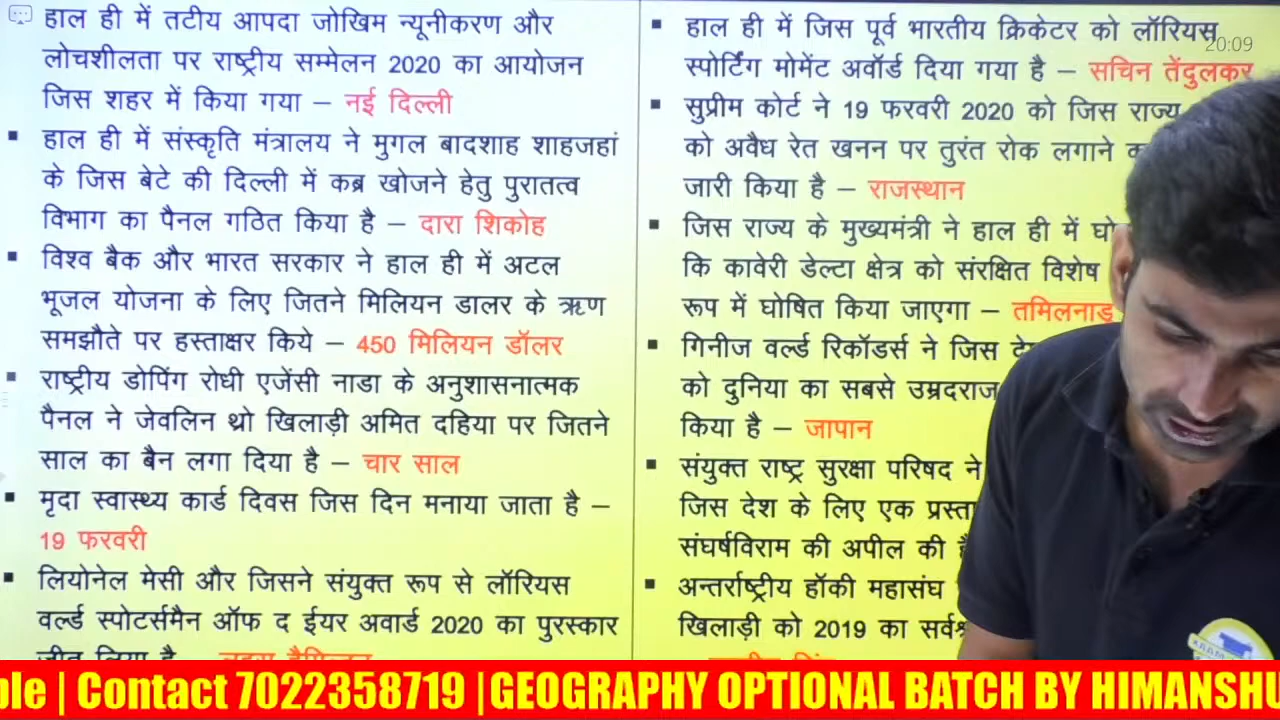 हाल ही में तटीय आपदा जोखिम न्यूनीकरण और
लोचशीलता पर राष्ट्रीय सम्मेलन 2020 का आयोजन
जिस शहर में किया गया – नई दिल्ली
हाल ही में संस्कृति मंत्रालय ने मुगल बादशाह शाहजहां
के जिस बेटे की दिल्ली में कब्र खोजने हेतु पुरातत्व
विभाग का पैनल गठित किया है – दारा शिकोह
विश्व बैक और भारत सरकार ने हाल ही में अटल
भूजल योजना के लिए जितने मिलियन डालर के ऋण
समझौते पर हस्ताक्षर किये – 450 मिलियन डॉलर
राष्ट्रीय डोपिंग रोधी एजेंसी नाडा के अनुशासनात्मक
पैनल ने जेवलिन थ्रो खिलाड़ी अमित दहिया पर जितने
साल का बैन लगा दिया है – चार साल
मृदा स्वास्थ्य कार्ड दिवस जिस दिन मनाया जाता है –
19 फरवरी
लियोनेल मेसी और जिसने संयुक्त रूप से लॉरियस
वर्ल्ड स्पोटर्समैन ऑफ द ईयर अवार्ड 2020 का पुरस्कार
जीत लिया है –
हाल ही में जिस पूर्व भारतीय क्रिकेटर को लॉरियस
20:09
स्पोर्टिंग मोमेंट अवॉर्ड दिया गया है – सचिन तेंदुलकर
सुप्रीम कोर्ट ने 19 फरवरी 2020 को जिस राज्य
को अवैध रेत खनन पर तुरंत रोक लगाने
जारी किया है – राजस्थान
जिस राज्य के मुख्यमंत्री ने हाल ही में
कि कावेरी डेल्टा क्षेत्र को संरक्षित विशेष
रूप में घोषित किया जाएगा – तमिलनाड
गिनीज वर्ल्ड रिकॉडर्स ने जिस
को दुनिया का सबसे उम्रदराज
किया है – जापान
संयुक्त राष्ट्र सुरक्षा परिषद ने
जिस देश के लिए एक
संघर्षविराम की अपील की
अन्तर्राष्ट्रीय हॉकी महासंघ
खिलाड़ी को 2019 का
ple | Contact 7022358719 |GEOGRAPHY OPTIONAL BATCH BY HIMANSHU